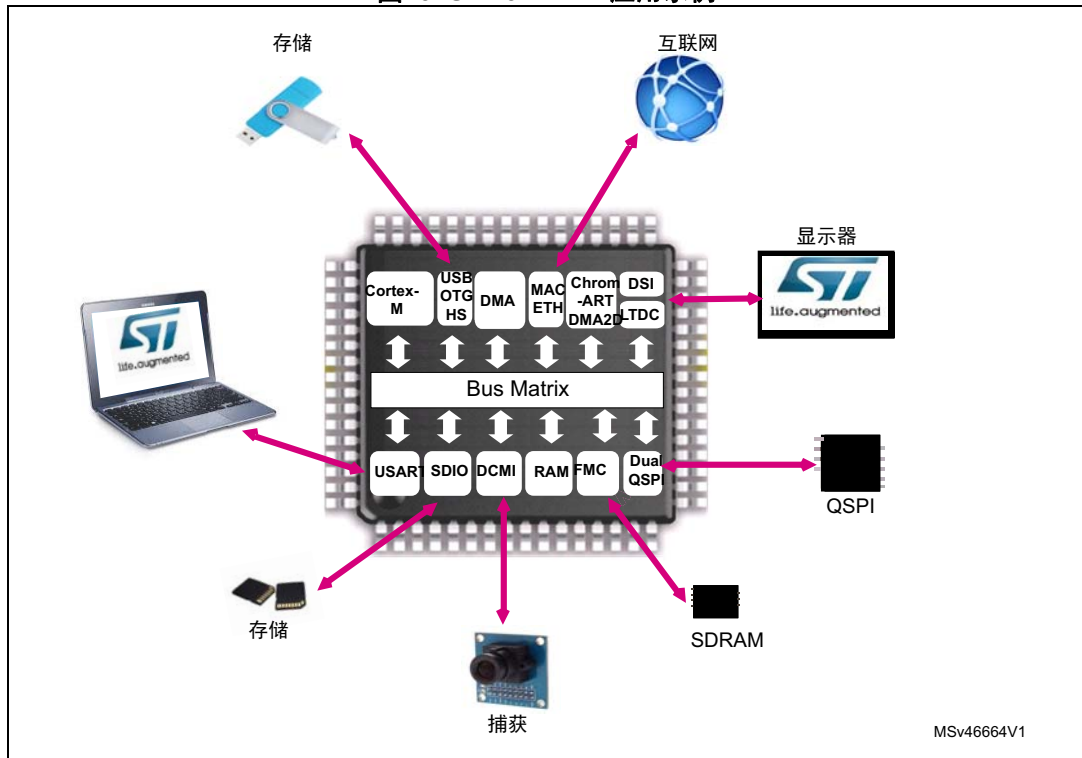 存储
互联网
显示器
life.augmented
life.augmented
Cortex-
M
USB
OTG
HS
DMA
MAC
ETH
Chrom
-ART
DMA2D
DSI
LTDC
Bus Matrix
USART
SDIO
DCMI
RAM
FMC
Dual
QSPI
QSPI
SDRAM
存储
捕获
MSv46664V1